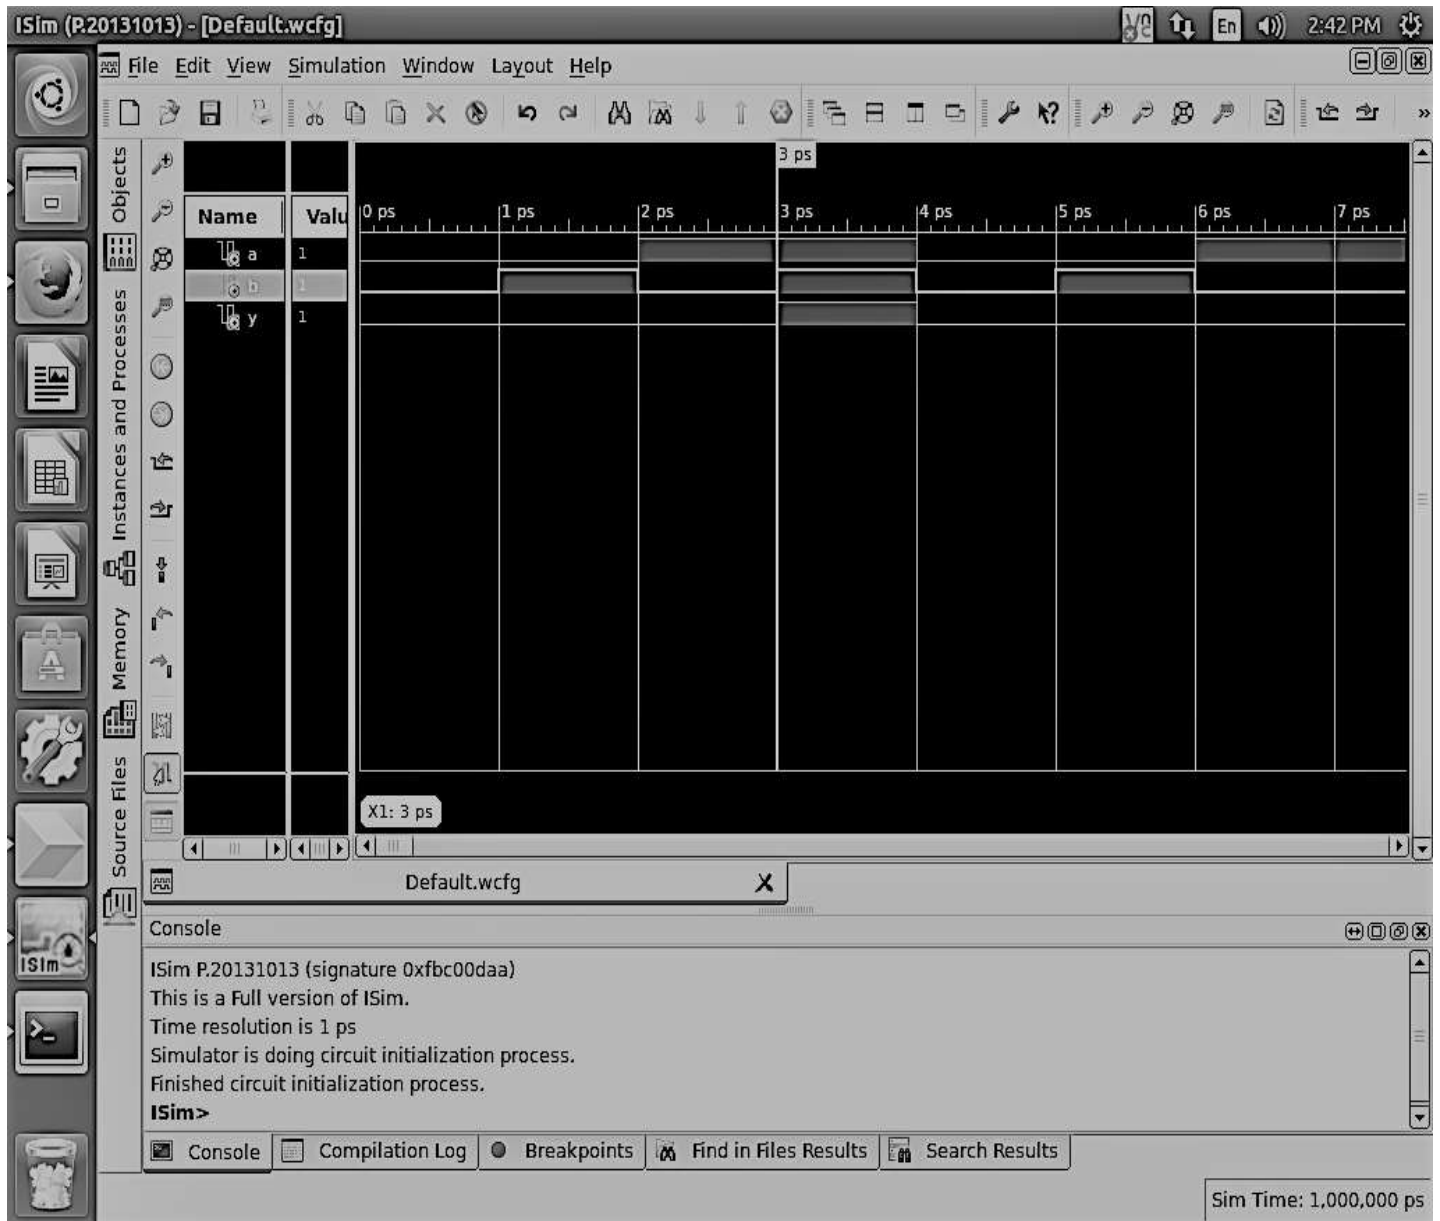 ISim (P.20131013) - [Default.wcfg]
En
2:42 PM
File Edit View Simulation Window Layout Help
»
Objects
Instances and Processes
Memory
Source Files
3 ps
Name
Valu
0 ps 1 ps 2 ps 3 ps 4 ps 5 ps 6 ps 7 ps
a 1
b 1
y 1
X1: 3 ps
Default.wcfg
Console
ISim P.20131013 (signature 0xfbc00daa)
This is a Full version of ISim.
Time resolution is 1 ps
Simulator is doing circuit initialization process.
Finished circuit initialization process.
ISim>
Console Compilation Log Breakpoints Find in Files Results Search Results
Sim Time: 1,000,000 ps
ISim